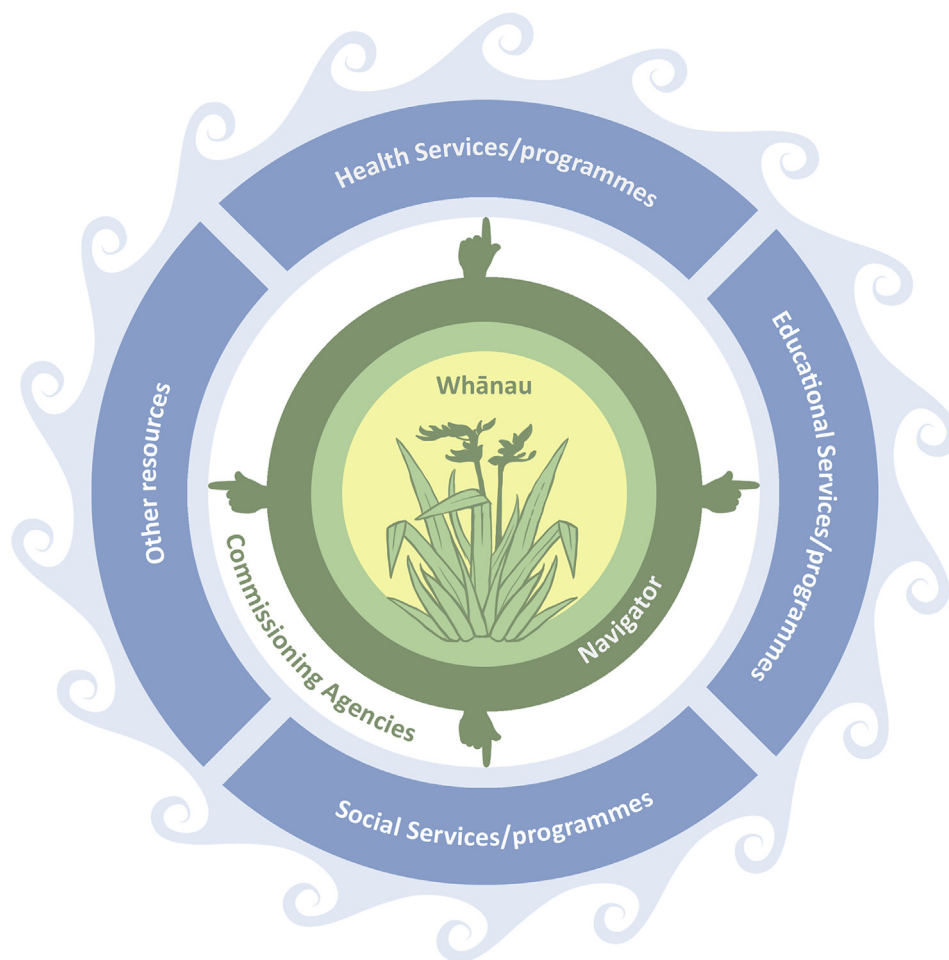 Health Services/programmes
Educational Services/programmes
Social Services/programmes
Other resources
Commissioning Agencies
Navigator
Whānau